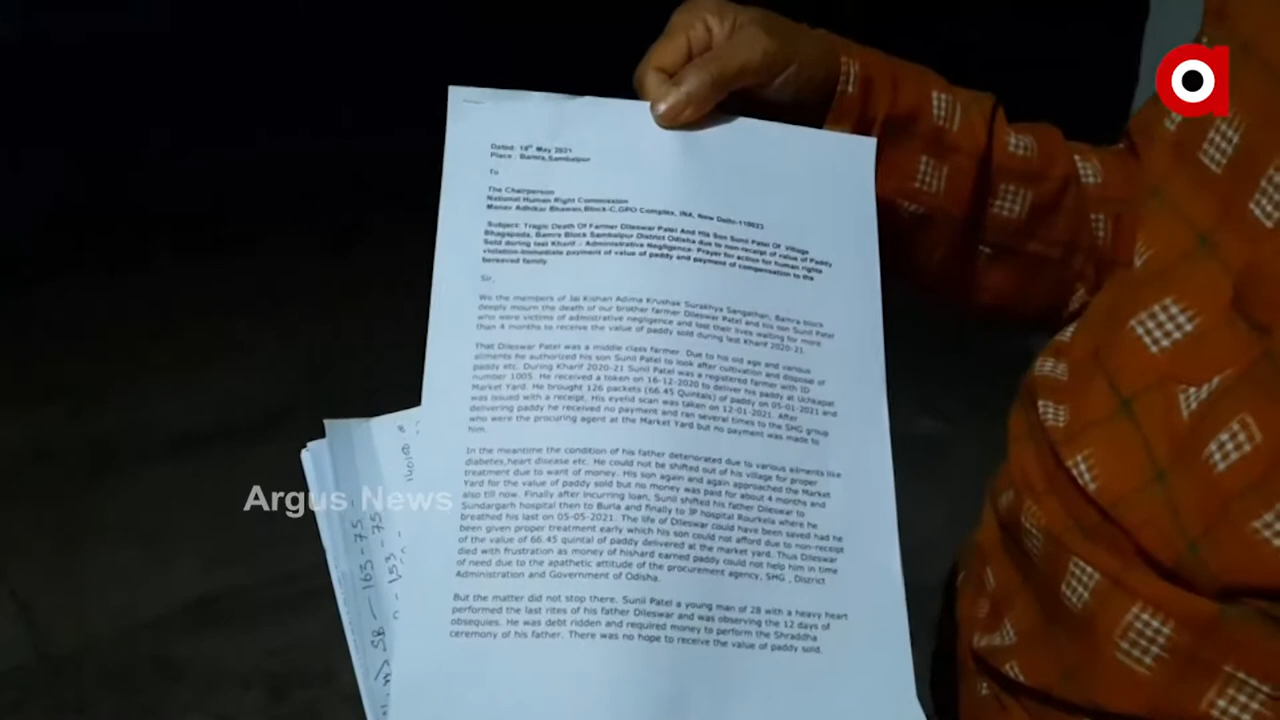 Dated: 18th May 2021
Place : Bamra,Sambalpur
To
The Chairperson
National Human Right Commission
Manav Adhikar Bhawan,Block-C,GPO Complex, INA, New Delhi-110023
Subject: Tragic Death Of Farmer Dileswar Patel And His Son Sunil Patel Of Village
Bhagapada, Bamra Block Sambalpur District Odisha due to non-receipt of value of Paddy
Sold during last Kharif - Administrative Negligence- Prayer for action for human rights
violation-Immediate payment of value of paddy and payment of compensation to the
bereaved family
Sir,
We the members of Jai Kishan Adima Krushak Surakhya Sangathan, Bamra block
deeply mourn the death of our brother farmer Dileswar Patel and his son Sunil Patel
who were victims of admistrative negligence and lost their lives waiting for more
than 4 months to receive the value of paddy sold during last Kharif 2020-21.
That Dileswar Patel was a middle class farmer. Due to his old age and various
ailments he authorized his son Sunil Patel to look after cultivation and disposal of
paddy etc. During Kharif 2020-21 Sunil Patel was a registered farmer with ID
number 1005. He received a token on 16-12-2020 to deliver his paddy at Uchkapat
Market Yard. He brought 126 packets (66.45 Quintals) of paddy on 05-01-2021 and
was issued with a receipt. His eyelid scan was taken on 12-01-2021. After
delivering paddy he received no payment and ran several times to the SHG group
who were the procuring agent at the Market Yard but no payment was made to
him.
In the meantime the condition of his father deteriorated due to various ailments like
diabetes,heart disease etc. He could not be shifted out of his village for proper
treatment due to want of money. His son again and again approached the Market
Yard for the value of paddy sold but no money was paid for about 4 months and
also till now. Finally after incurring loan, Sunil shifted his father Dileswar to
Sundargarh hospital then to Burla and finally to JP hospital Rourkela where he
breathed his last on 05-05-2021. The life of Dileswar could have been saved had he
been given proper treatment early which his son could not afford due to non-receipt
of the value of 66.45 quintal of paddy delivered at the market yard. Thus Dileswar
died with frustration as money of hishard earned paddy could not help him in time
of need due to the apathetic attitude of the procurement agency, SHG , District
Administration and Government of Odisha.
But the matter did not stop there. Sunil Patel a young man of 28 with a heavy heart
performed the last rites of his father Dileswar and was observing the 12 days of
obsequies. He was debt ridden and required money to perform the Shraddha
ceremony of his father. There was no hope to receive the value of paddy sold.
Argus News
SB - 163-75
153-75